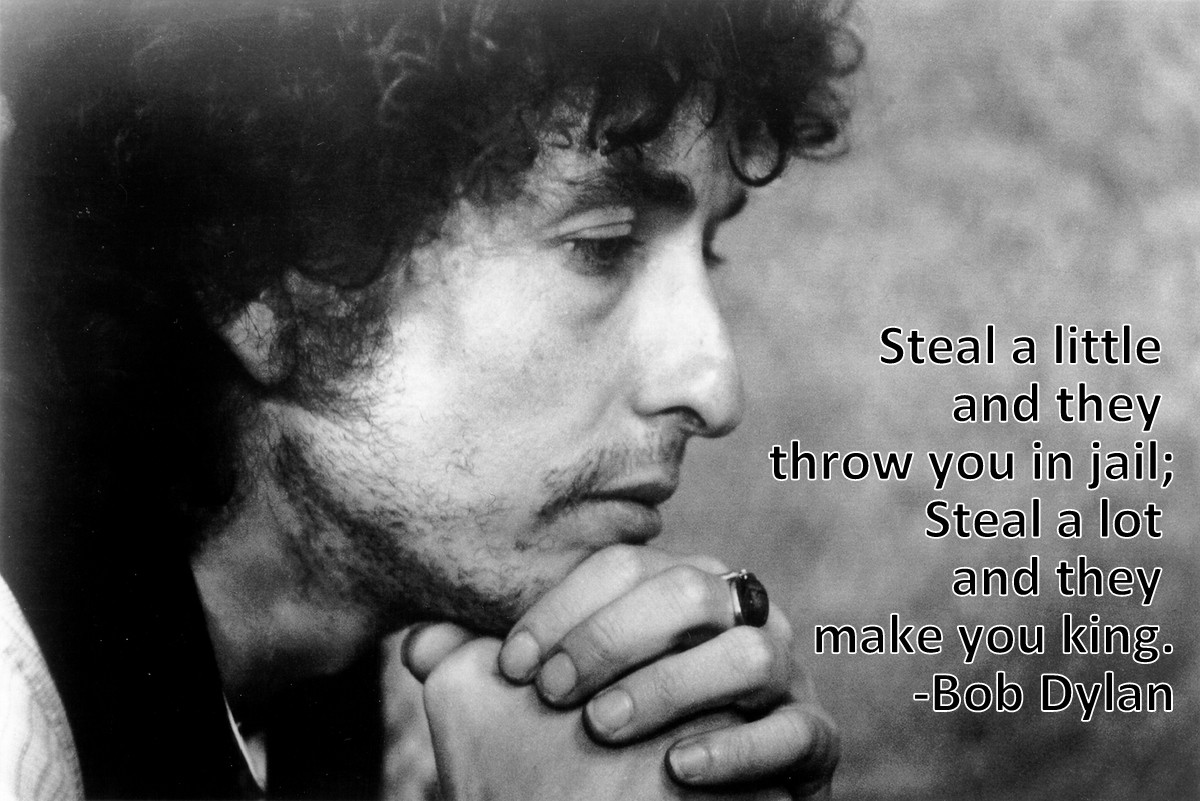 Steal a little
and they
throw you in jail;
Steal a lot
and they
make you king.
-Bob Dylan